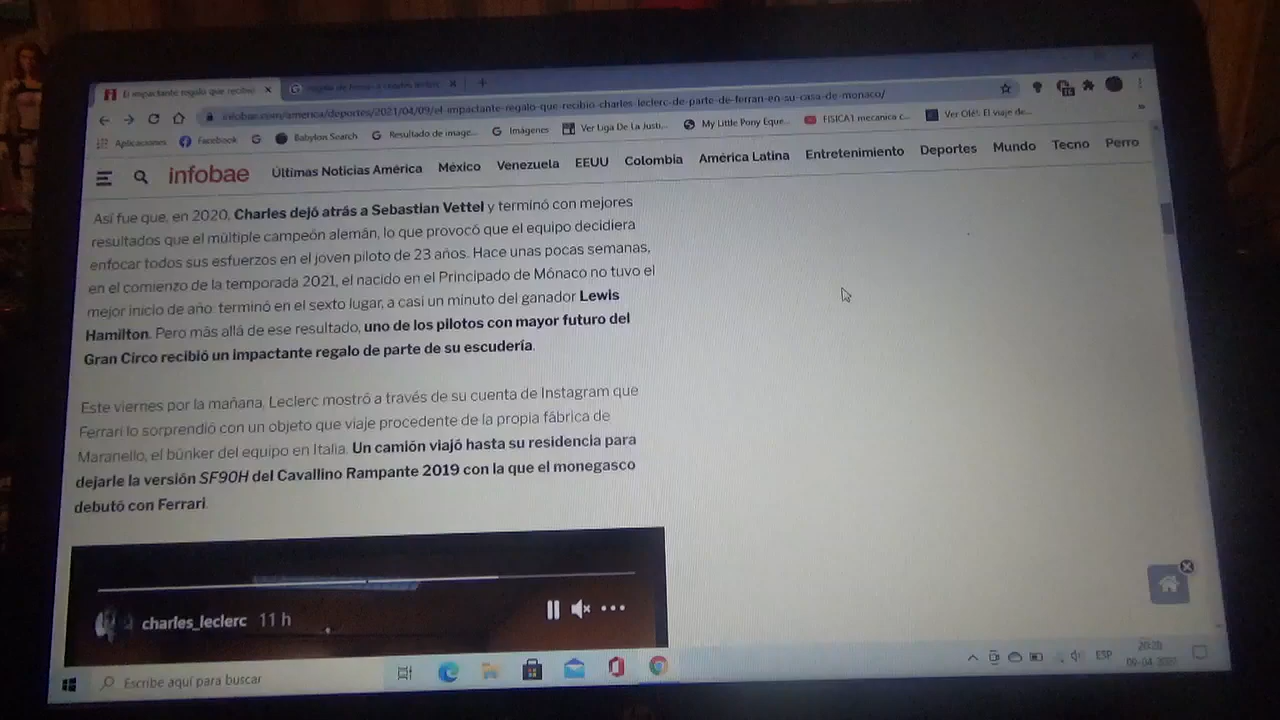 El impactante regalo que recibió
infobae.com/america/deportes/2021/04/09/el-impactante-regalo-que-recibio-charles-leclerc-de-parte-de-ferrari-en-su-casa-de-monaco/
Aplicaciones Facebook Babylon Search Resultado de image... Imágenes Ver Liga De La Justi... My Little Pony Eque... FISICA1 mecanica c... Ver Olé!: El viaje de... »
infobae Últimas Noticias América México Venezuela EEUU Colombia América Latina Entretenimiento Deportes Mundo Tecno Perro
Así fue que, en 2020, Charles dejó atrás a Sebastian Vettel y terminó con mejores
resultados que el múltiple campeón alemán, lo que provocó que el equipo decidiera
enfocar todos sus esfuerzos en el joven piloto de 23 años. Hace unas pocas semanas,
en el comienzo de la temporada 2021, el nacido en el Principado de Mónaco no tuvo el
mejor inicio de año: terminó en el sexto lugar, a casi un minuto del ganador Lewis
Hamilton. Pero más allá de ese resultado, uno de los pilotos con mayor futuro del
Gran Circo recibió un impactante regalo de parte de su escudería.
Este viernes por la mañana, Leclerc mostró a través de su cuenta de Instagram que
Ferrari lo sorprendió con un objeto que viaje procedente de la propia fábrica de
Maranello, el búnker del equipo en Italia. Un camión viajó hasta su residencia para
dejarle la versión SF90H del Cavallino Rampante 2019 con la que el monegasco
debutó con Ferrari.
charles_leclerc 11 h
Escribe aquí para buscar
ESP
20:20
09-04-2021